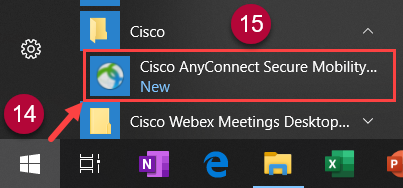 Cisco
15
Cisco AnyConnect Secure Mobility...
New
14
Cisco Webex Meetings Desktop...
N
X
P